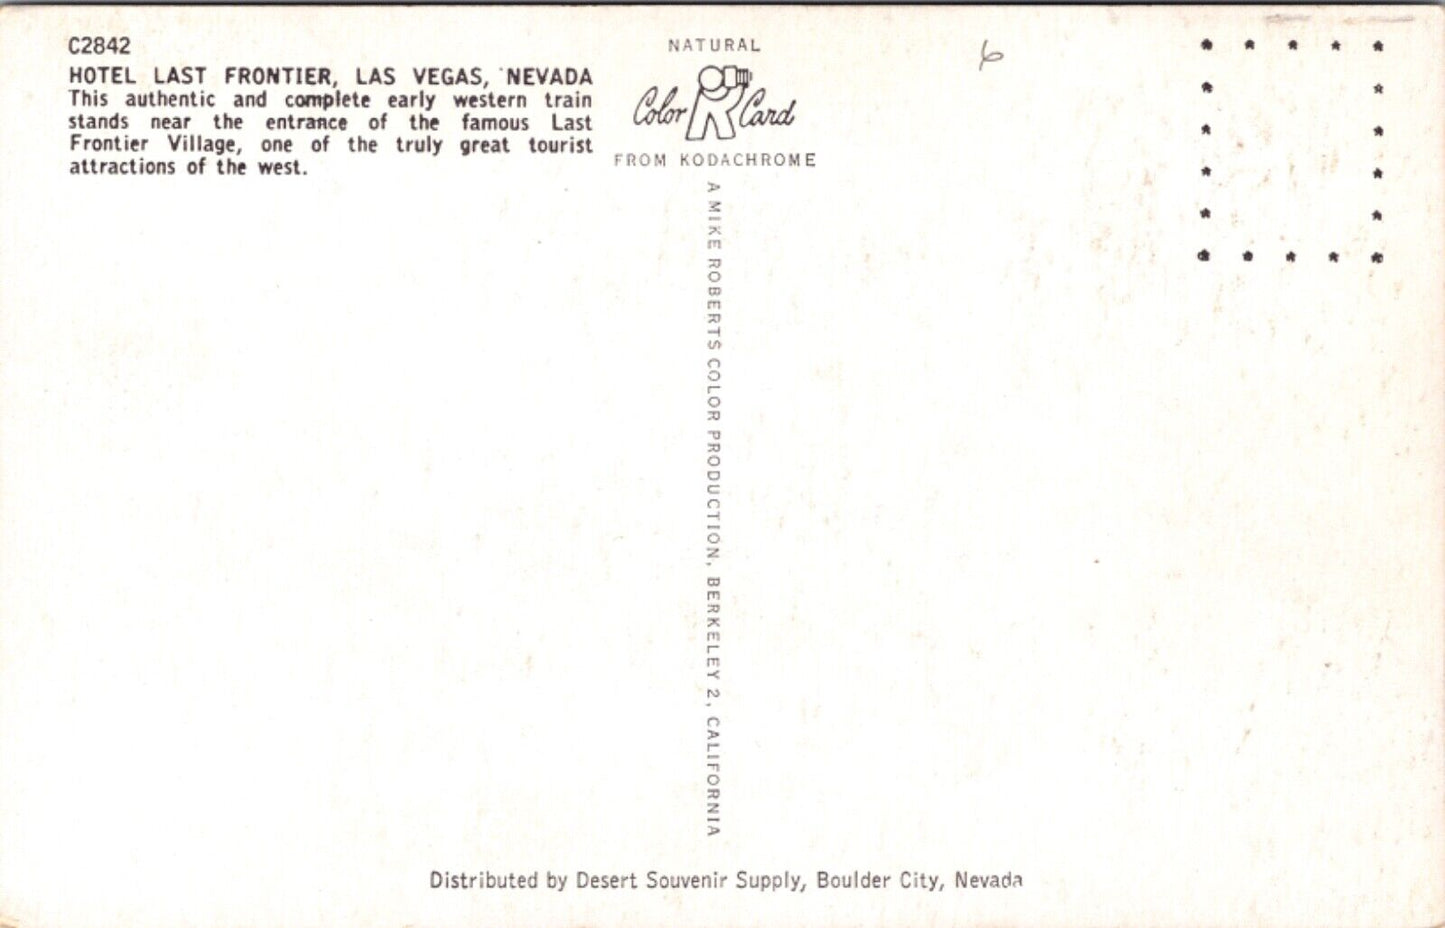 C2842
HOTEL LAST FRONTIER, LAS VEGAS, NEVADA
This authentic and complete early western train
stands near the entrance of the famous Last
Frontier Village, one of the truly great tourist
attractions of the west.
NATURAL
Color Card
FROM KODACHROME
A MIKE ROBERTS COLOR PRODUCTION, BERKELEY 2, CALIFORNIA
6
Distributed by Desert Souvenir Supply, Boulder City, Nevada